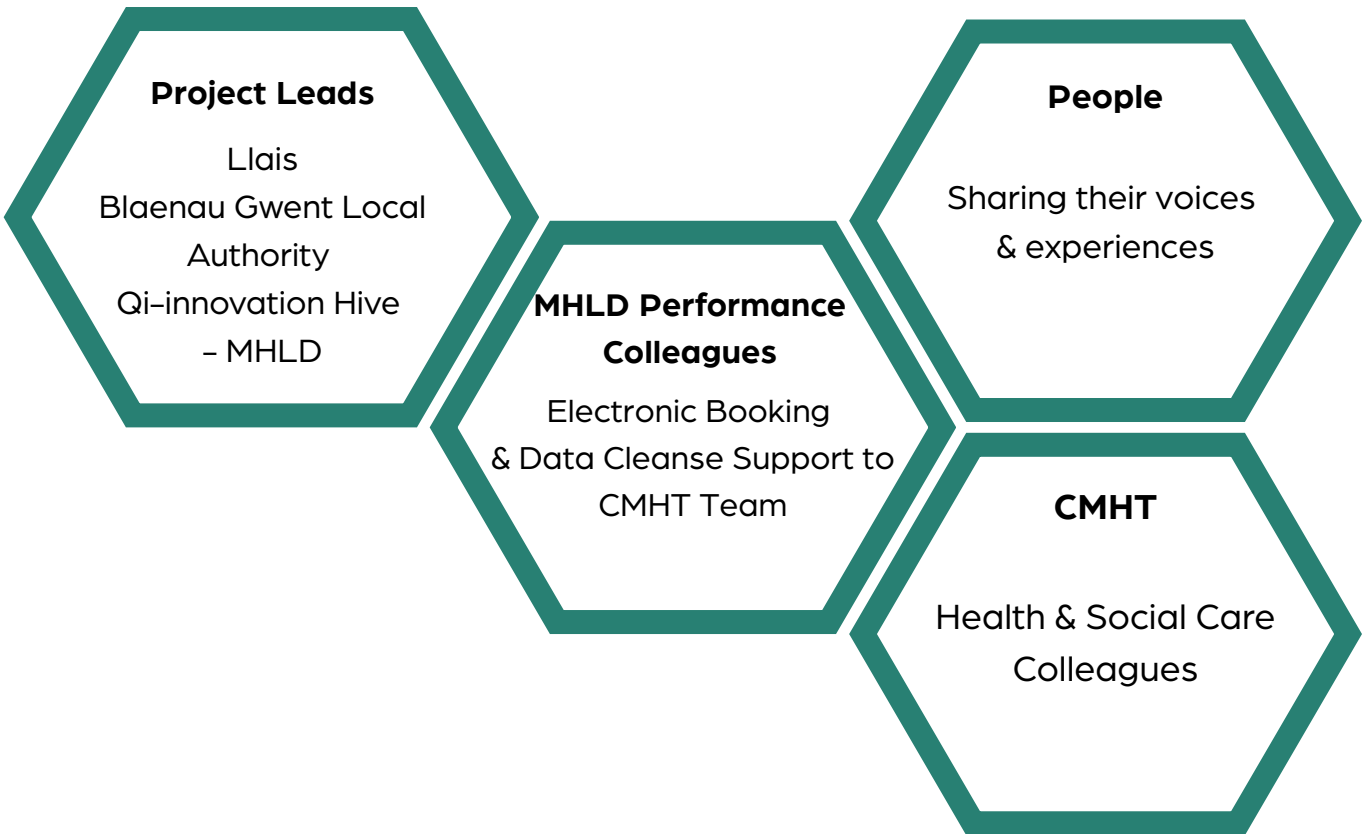 Project Leads
Llais
Blaenau Gwent Local
Authority
Qi-innovation Hive
- MHLD
MHLD Performance
Colleagues
Electronic Booking
& Data Cleanse Support to
CMHT Team
People
Sharing their voices
& experiences
CMHT
Health & Social Care
Colleagues